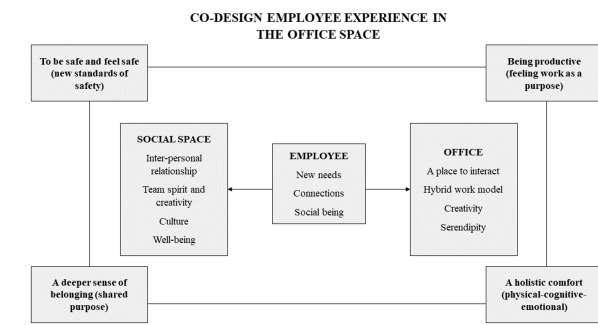 CO-DESIGN EMPLOYEE EXPERIENCE IN
THE OFFICE SPACE
To be safe and feel safe
(new standards of
safety)
Being productive
(feeling work as a
purpose)
SOCIAL SPACE
Inter-personal
relationship
Team spirit and
creativity
Culture
Well-being
EMPLOYEE
New needs
Connections
Social being
OFFICE
A place to interact
Hybrid work model
Creativity
Serendipity
A deeper sense of
belonging (shared
purpose)
A holistic comfort
(physical-cognitive-
emotional)